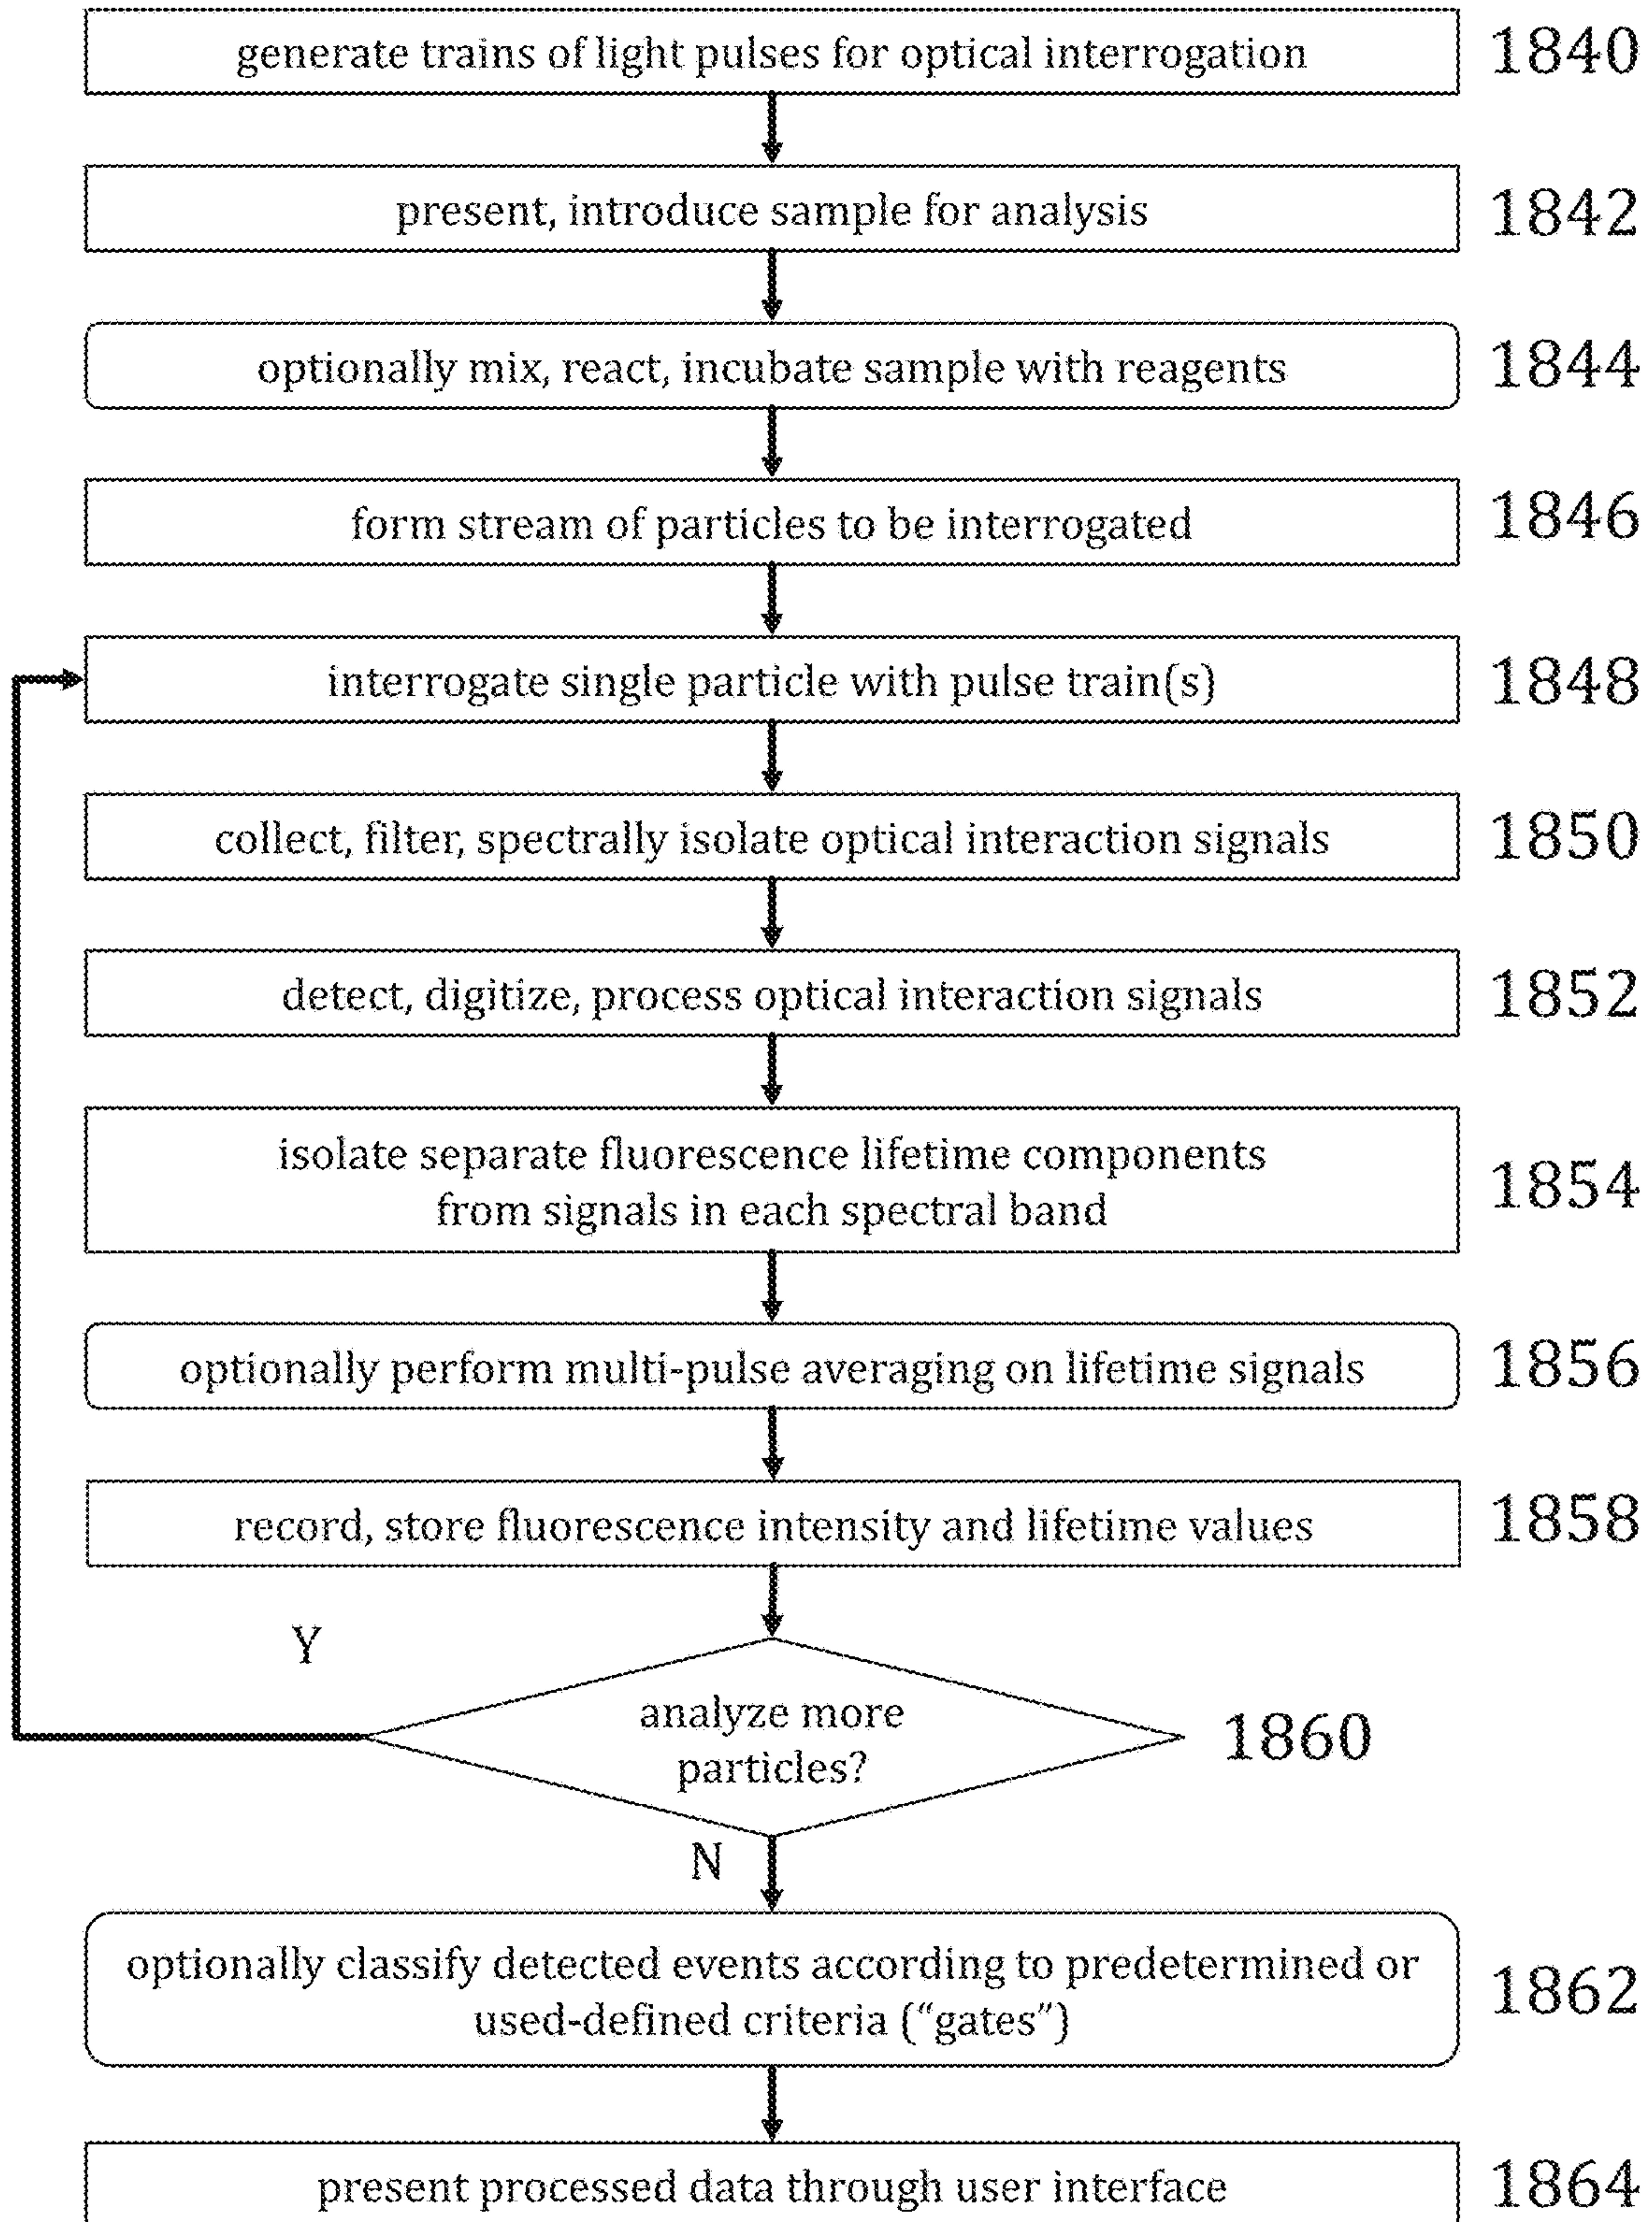 generate trains of light pulses for optical interrogation 1840
present, introduce sample for analysis 1842
optionally mix, react, incubate sample with reagents 1844
form stream of particles to be interrogated 1846
interrogate single particle with pulse train(s) 1848
collect, filter, spectrally isolate optical interaction signals 1850
detect, digitize, process optical interaction signals 1852
isolate separate fluorescence lifetime components
from signals in each spectral band
1854
optionally perform multi-pulse averaging on lifetime signals 1856
record, store fluorescence intensity and lifetime values 1858
Y
analyze more
particles?
1860
N
optionally classify detected events according to predetermined or
used-defined criteria (“gates”)
1862
present processed data through user interface 1864